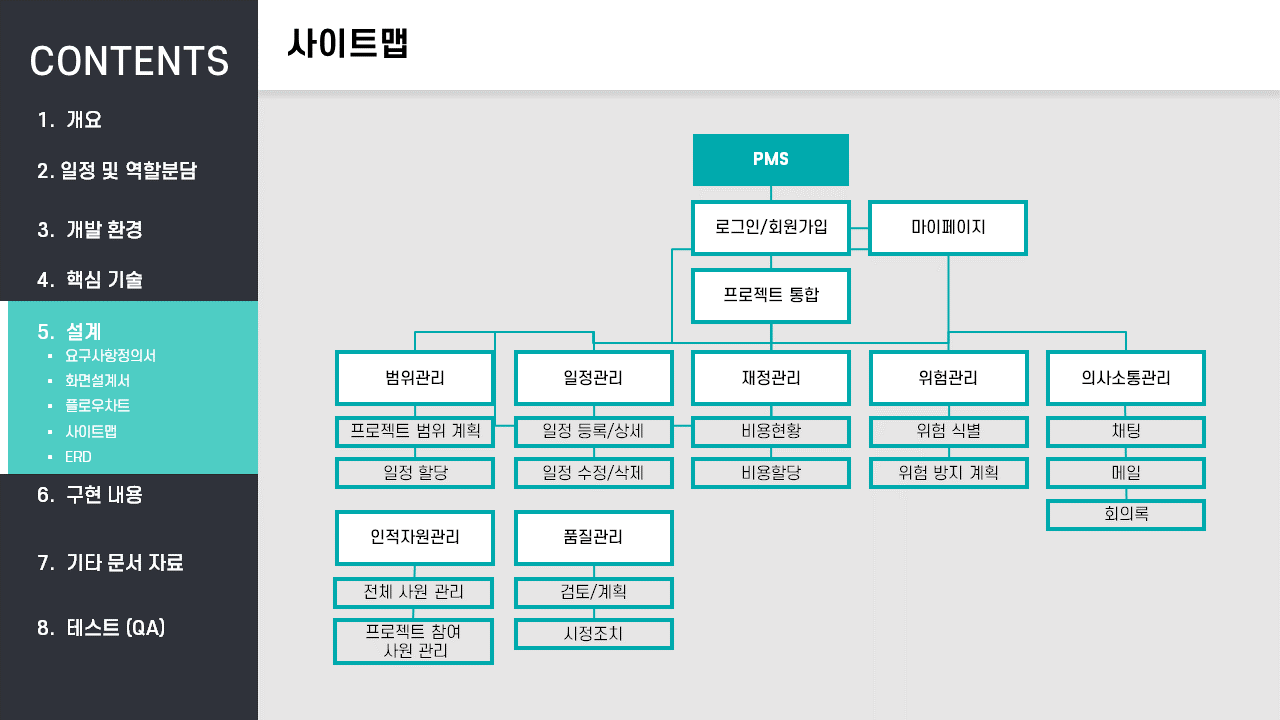 CONTENTS
1. 개요
2. 일정 및 역할분담
3. 개발 환경
4. 핵심 기술
5. 설계
▪ 요구사항정의서
▪ 화면설계서
▪ 플로우차트
▪ 사이트맵
▪ ERD
6. 구현 내용
7. 기타 문서 자료
8. 테스트 (QA)
사이트맵
PMS
로그인/회원가입
마이페이지
프로젝트 통합
범위관리
일정관리
재정관리
위험관리
의사소통관리
프로젝트 범위 계획
일정 등록/상세
비용현황
위험 식별
채팅
일정 할당
일정 수정/삭제
비용할당
위험 방지 계획
메일
회의록
인적자원관리
품질관리
전체 사원 관리
검토/계획
프로젝트 참여
사원 관리
시정조치